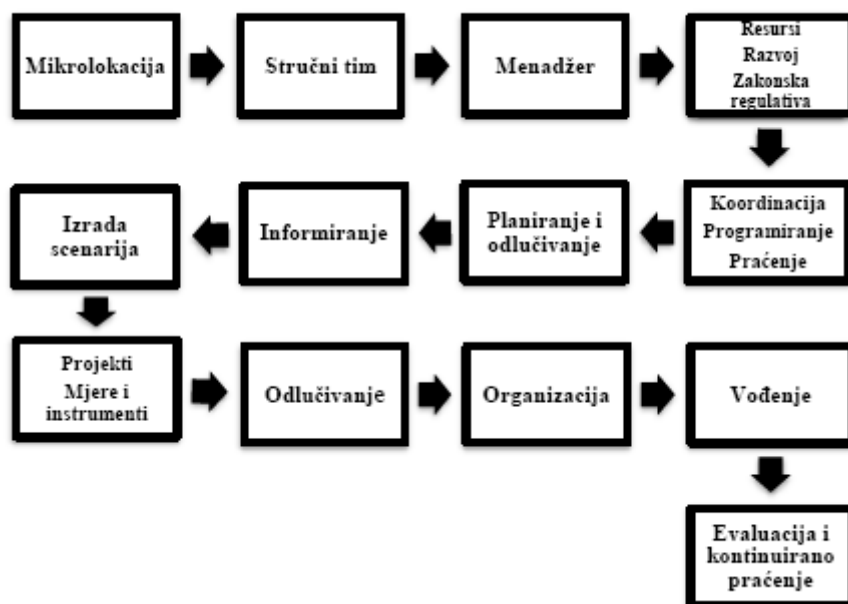 Mikrolokacija
Stručni tim
Menadžer
Resursi
Razvoj
Zakonska
regulativa
Koordinacija
Programiranje
Praćenje
Planiranje i
odlučivanje
Informiranje
Izrada
scenarija
Projekti
Mjere i
instrumenti
Odlučivanje
Organizacija
Vođenje
Evaluacija i
kontinuirano
praćenje